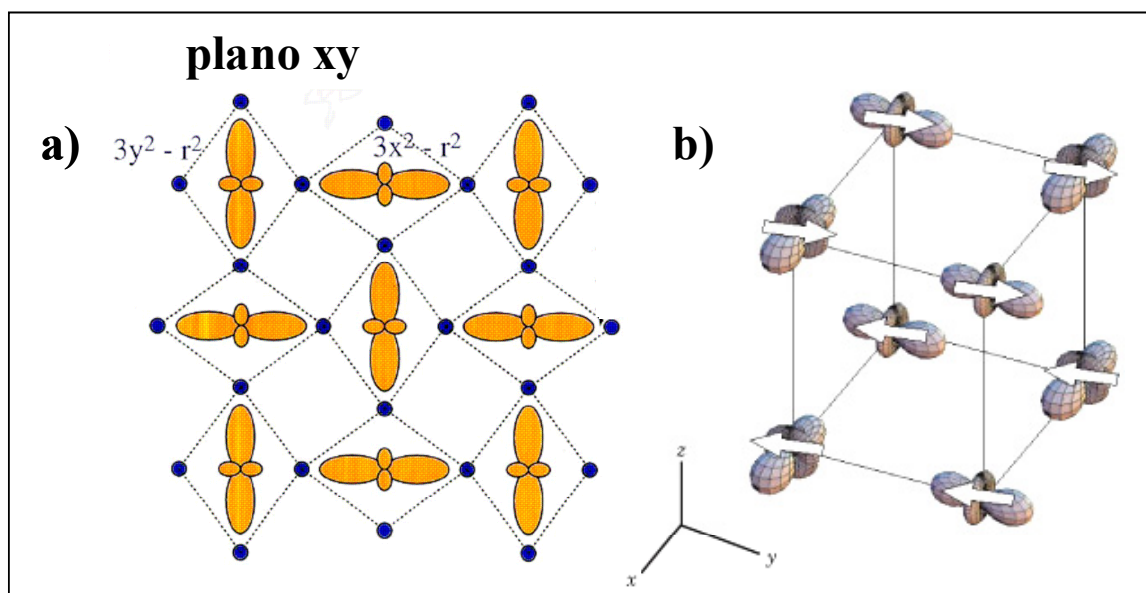 plano xy
a)
3y² - r²
3x² - r²
b)
z
y
x